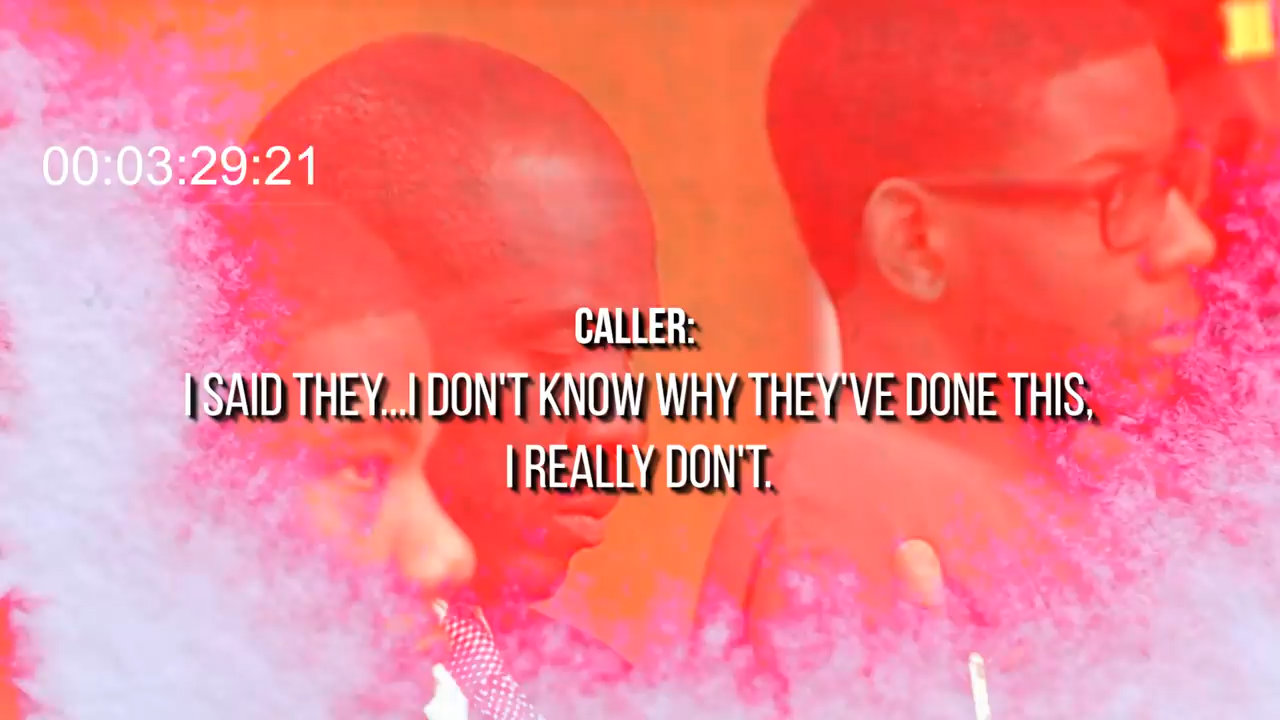 00:03:29:21
CALLER:
I SAID THEY...I DON'T KNOW WHY THEY'VE DONE THIS,
I REALLY DON'T.